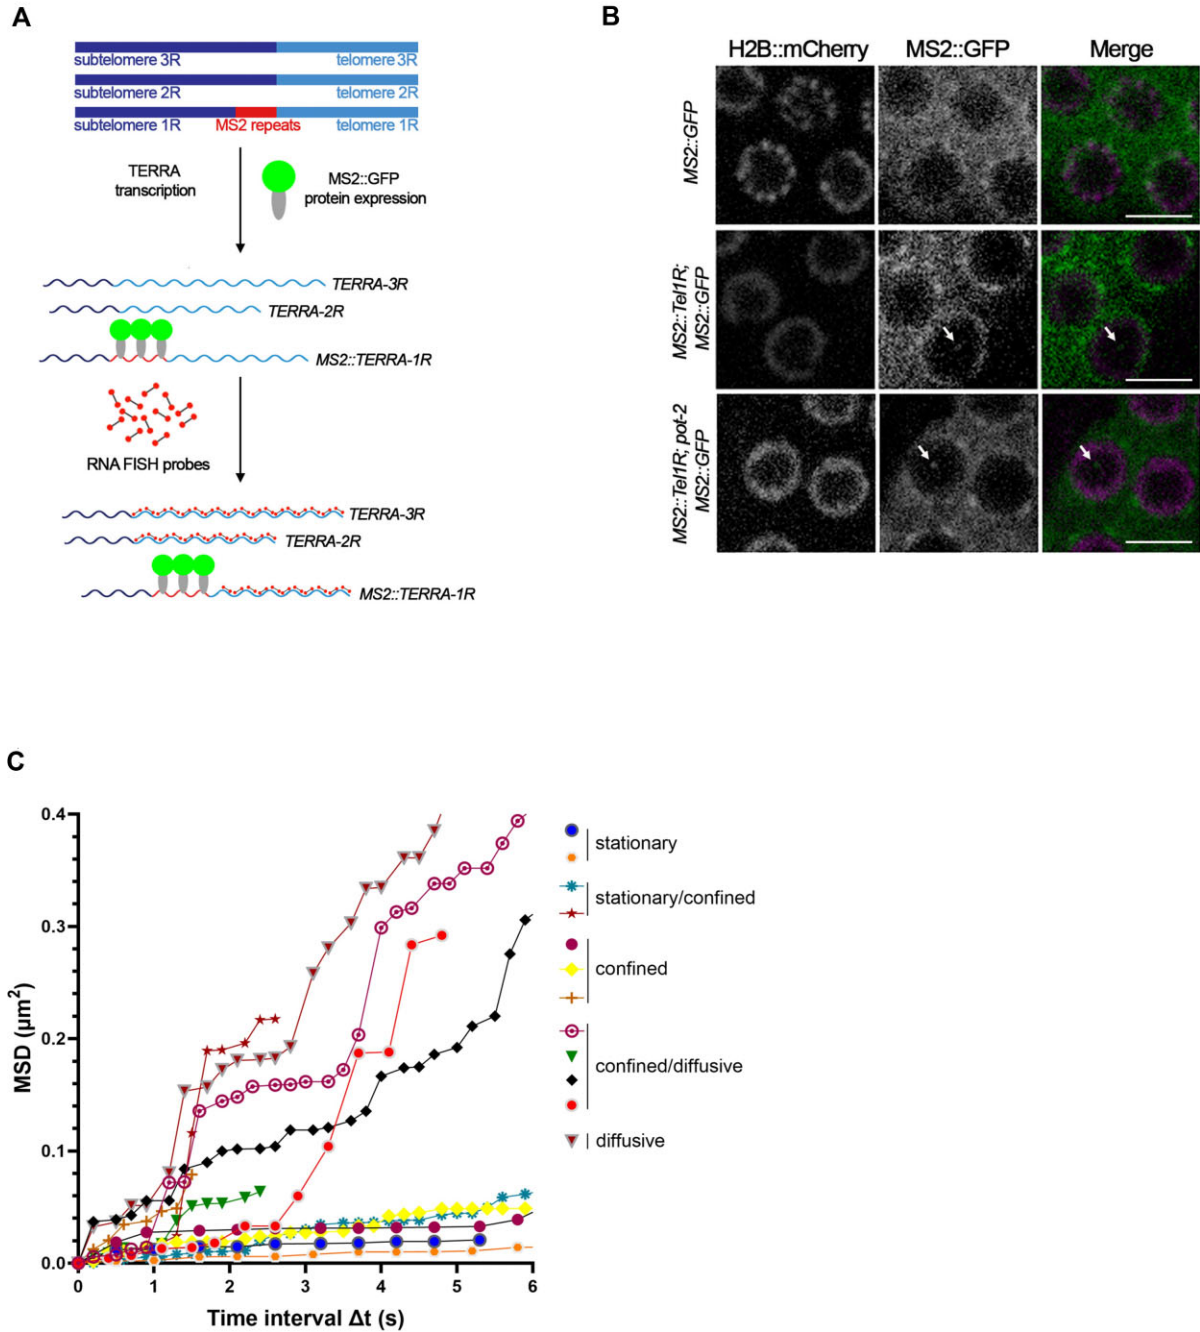 A
subtelomere 3R telomere 3R
subtelomere 2R telomere 2R
subtelomere 1R MS2 repeats telomere 1R
TERRA
transcription
MS2::GFP
protein expression
TERRA-3R
TERRA-2R
MS2::TERRA-1R
RNA FISH probes
TERRA-3R
TERRA-2R
MS2::TERRA-1R
B
H2B::mCherry MS2::GFP Merge
MS2::GFP
MS2::Tel1R;
MS2::GFP
MS2::Tel1R; pot-2
MS2::GFP
C
0.4
0.3
0.2
0.1
0.0
MSD (μm²)
0 1 2 3 4 5 6
Time interval Δt (s)
stationary
stationary/confined
confined
confined/diffusive
diffusive